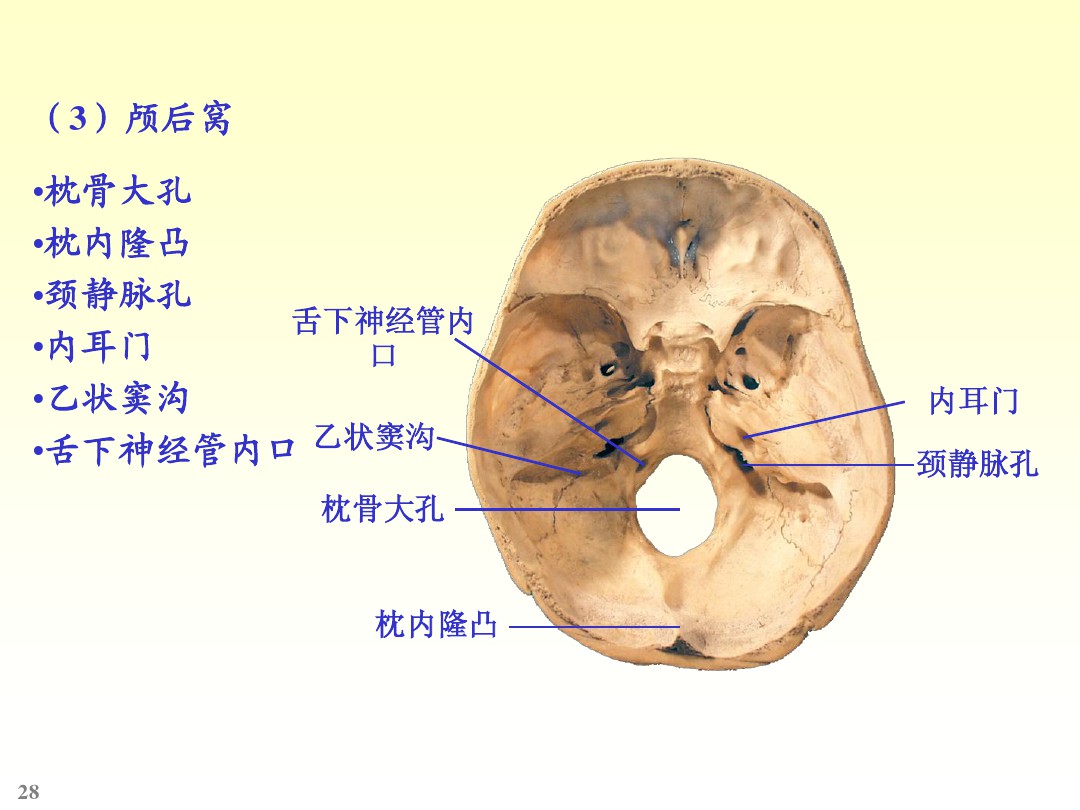 （3）颅后窝
•枕骨大孔
•枕内隆凸
•颈静脉孔
•内耳门
•乙状窦沟
•舌下神经管内口
舌下神经管内
口
乙状窦沟
枕骨大孔
枕内隆凸
内耳门
颈静脉孔
28